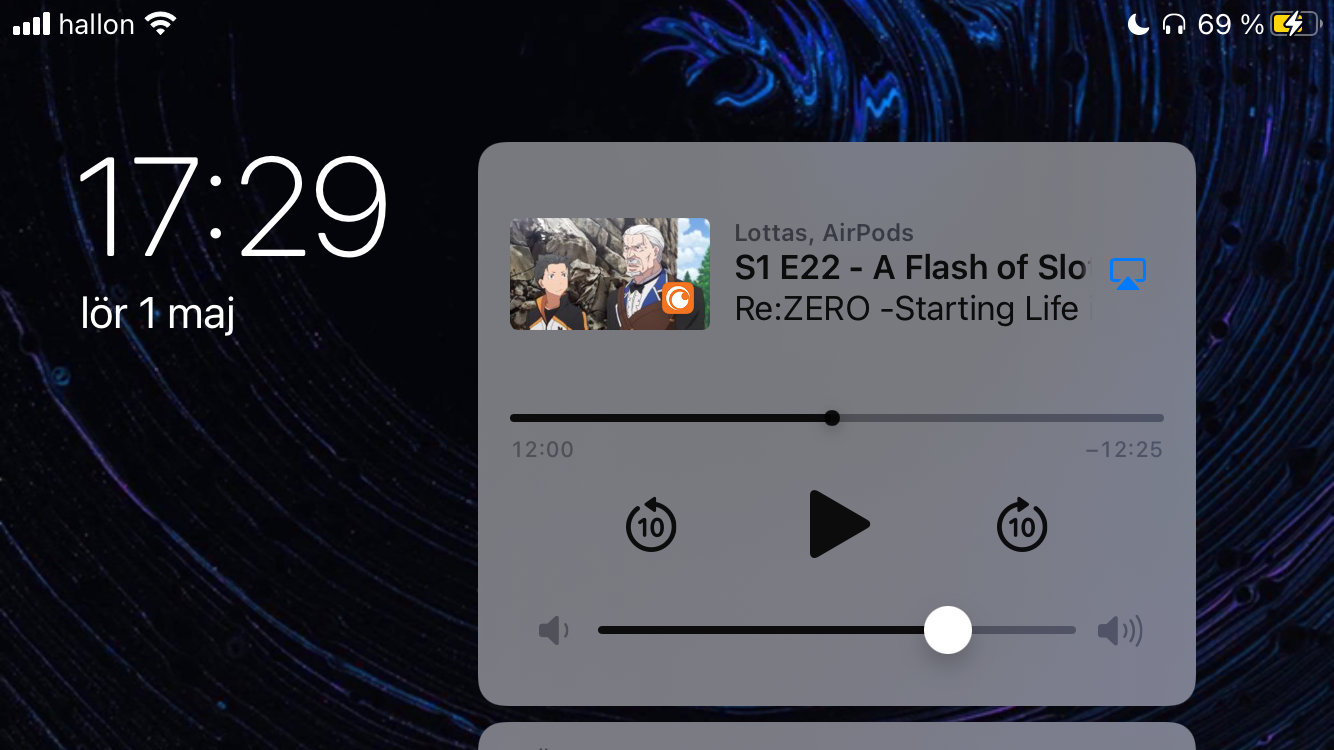 hallon
69 %
17:29
lör 1 maj
Lottas, AirPods
S1 E22 - A Flash of Slo
Re:ZERO -Starting Life
12:00
−12:25
10
10